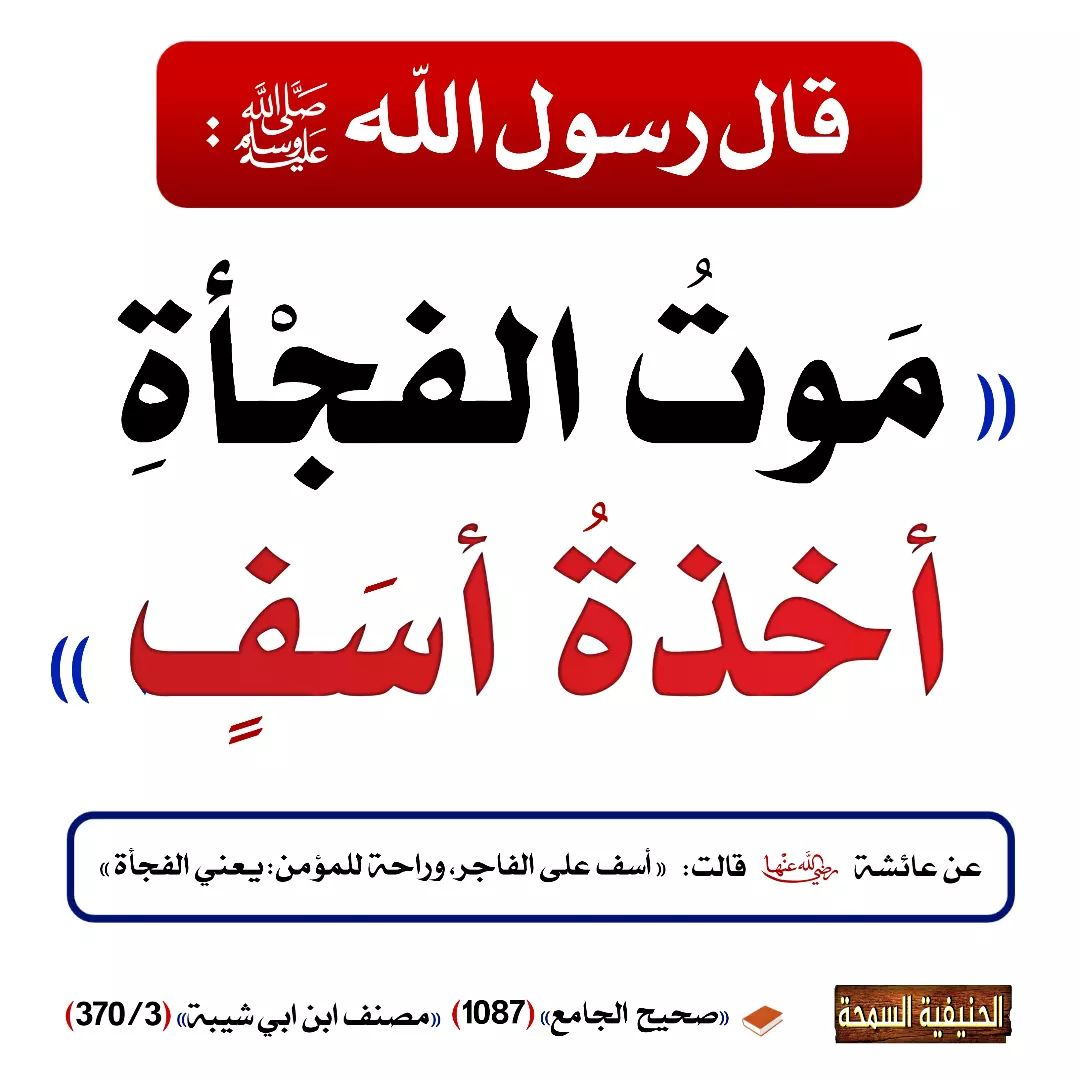 قال رسول الله ﷺ :
« مَوتُ الفجْأةِ
أخذةُ أسَفٍ »
عن عائشة رضي الله عنها قالت: « أسف على الفاجر، وراحة للمؤمن: يعني الفجأة »
الحنيفية السمحة «صحيح الجامع» (1087) «مصنف ابن ابي شيبة» (370/3)